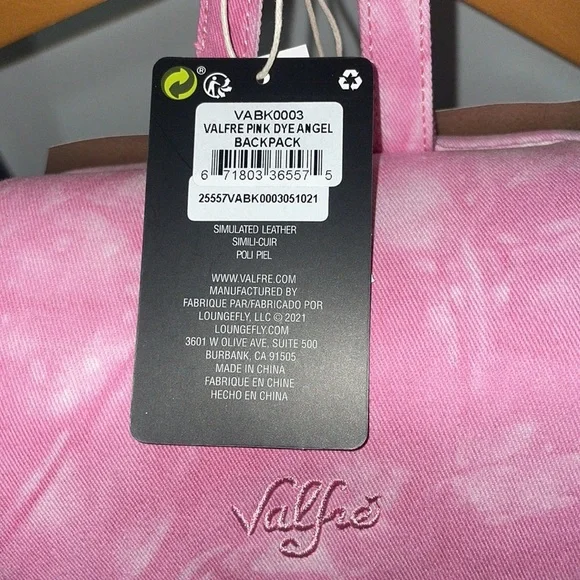 ®
VABK0003
VALFRE PINK DYE ANGEL
BACKPACK
6 71803 36557 5
25557VABK0003051021
SIMULATED LEATHER
SIMILI-CUIR
POLI PIEL
WWW.VALFRE.COM
MANUFACTURED BY
FABRIQUE PAR/FABRICADO POR
LOUNGEFLY, LLC © 2021
LOUNGEFLY.COM
3601 W OLIVE AVE, SUITE 500
BURBANK, CA 91505
MADE IN CHINA
FABRIQUE EN CHINE
HECHO EN CHINA
Valfré